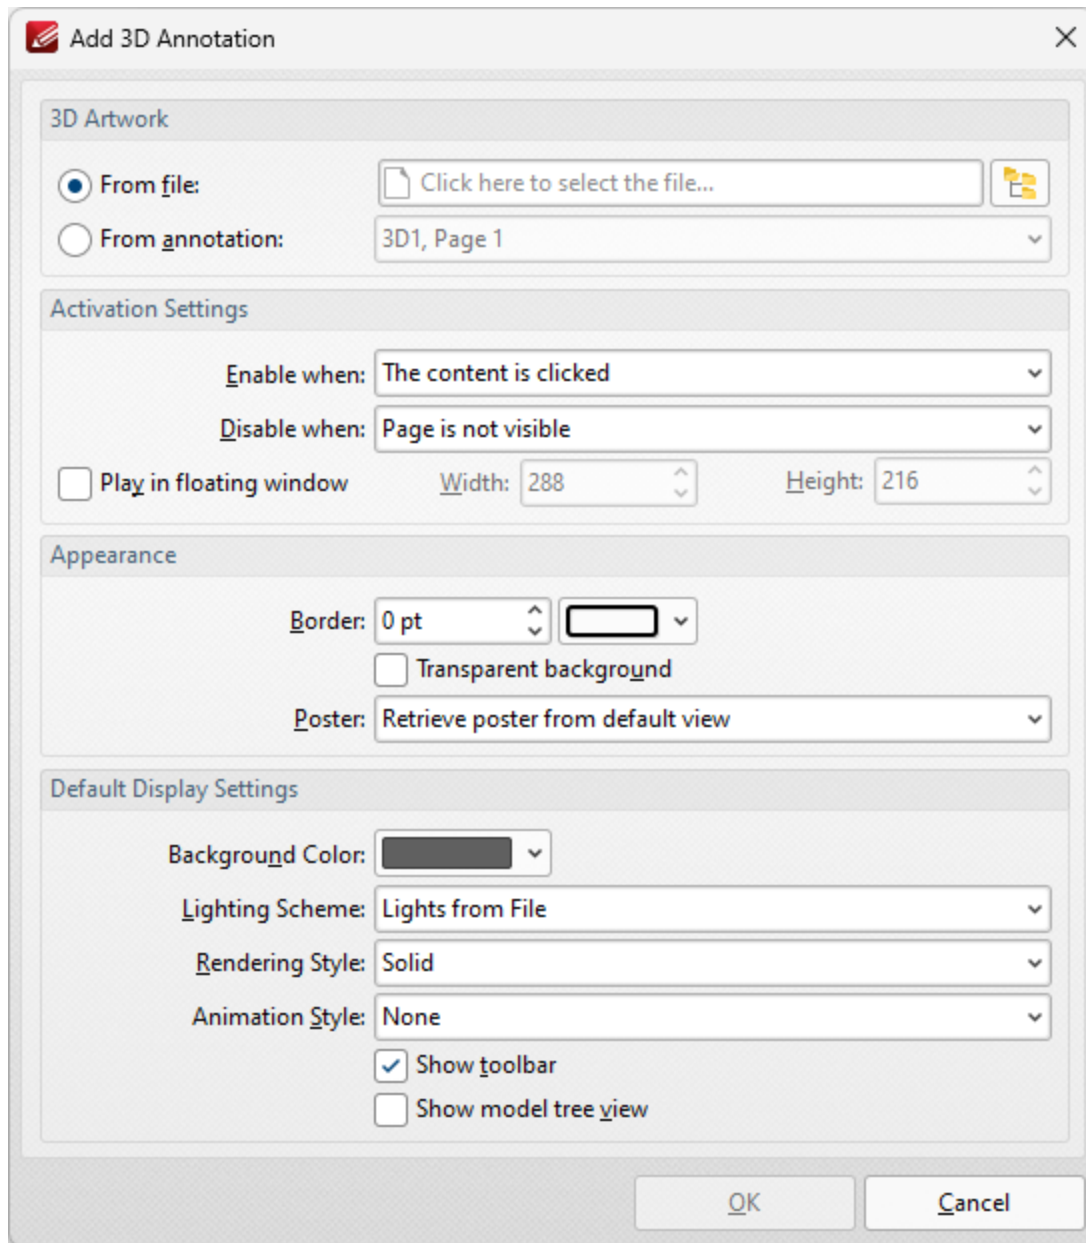 Add 3D Annotation
3D Artwork
From file: Click here to select the file...
From annotation: 3D1, Page 1
Activation Settings
Enable when: The content is clicked
Disable when: Page is not visible
Play in floating window Width: 288 Height: 216
Appearance
Border: 0 pt
Transparent background
Poster: Retrieve poster from default view
Default Display Settings
Background Color:
Lighting Scheme: Lights from File
Rendering Style: Solid
Animation Style: None
Show toolbar
Show model tree view
OK Cancel